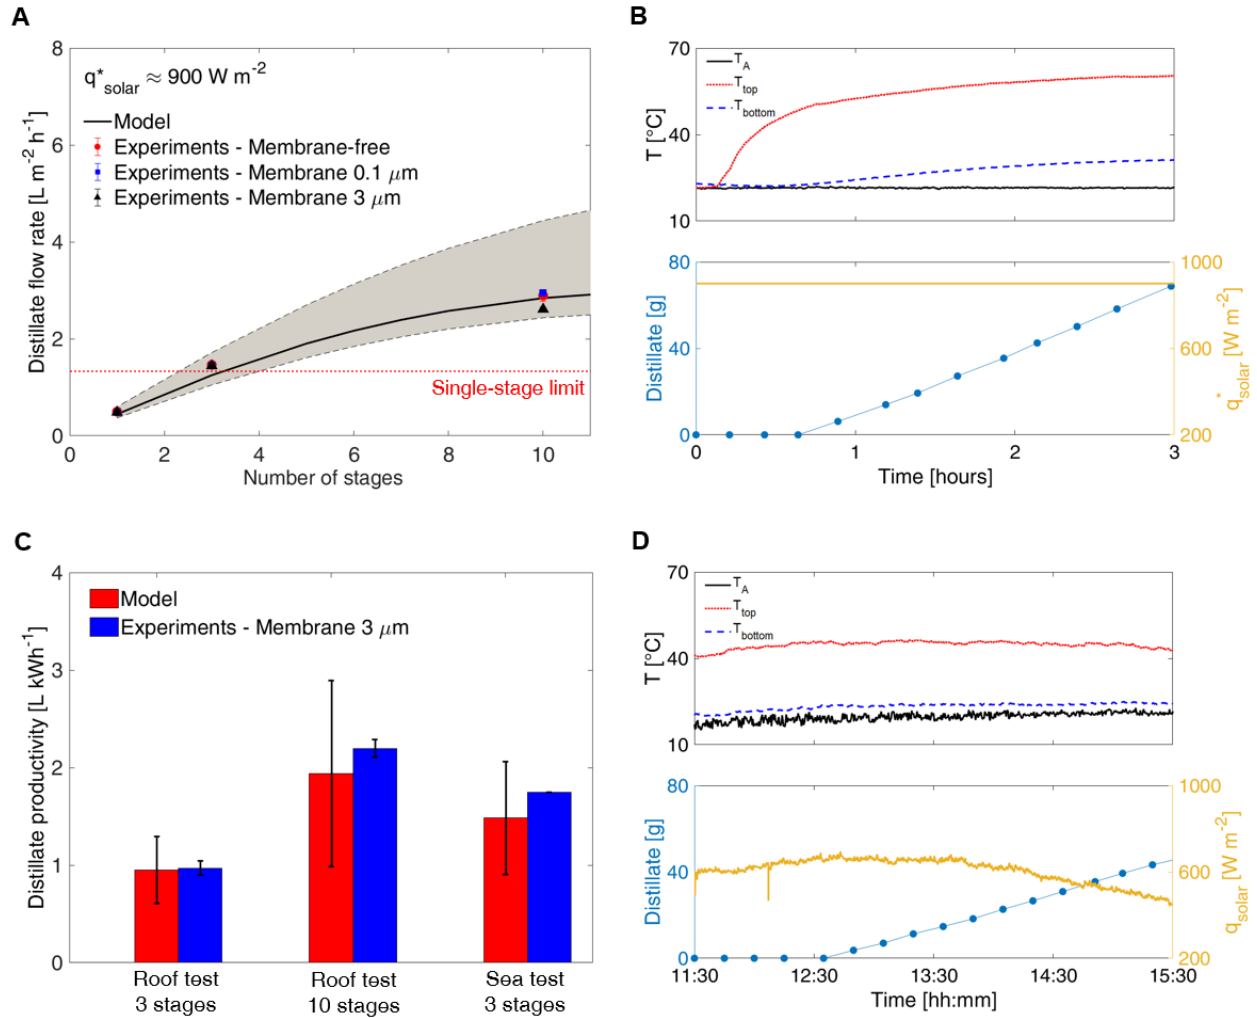 A
8
6
4
2
0
Distillate flow rate [L m-2 h-1]
q*solar ≈ 900 W m-2
Model
Experiments - Membrane-free
Experiments - Membrane 0.1 μm
Experiments - Membrane 3 μm
Single-stage limit
0 2 4 6 8 10
Number of stages
B
70
40
10
T [°C]
TA
Ttop
Tbottom
80
40
0
Distillate [g]
1000
600
200
q*solar [W m-2]
0 1 2 3
Time [hours]
C
4
3
2
1
0
Distillate productivity [L kWh-1]
Model
Experiments - Membrane 3 μm
Roof test Roof test Sea test
3 stages 10 stages 3 stages
D
70
40
10
T [°C]
TA
Ttop
Tbottom
80
40
0
Distillate [g]
1000
600
200
qsolar [W m-2]
11:30 12:30 13:30 14:30 15:30
Time [hh:mm]